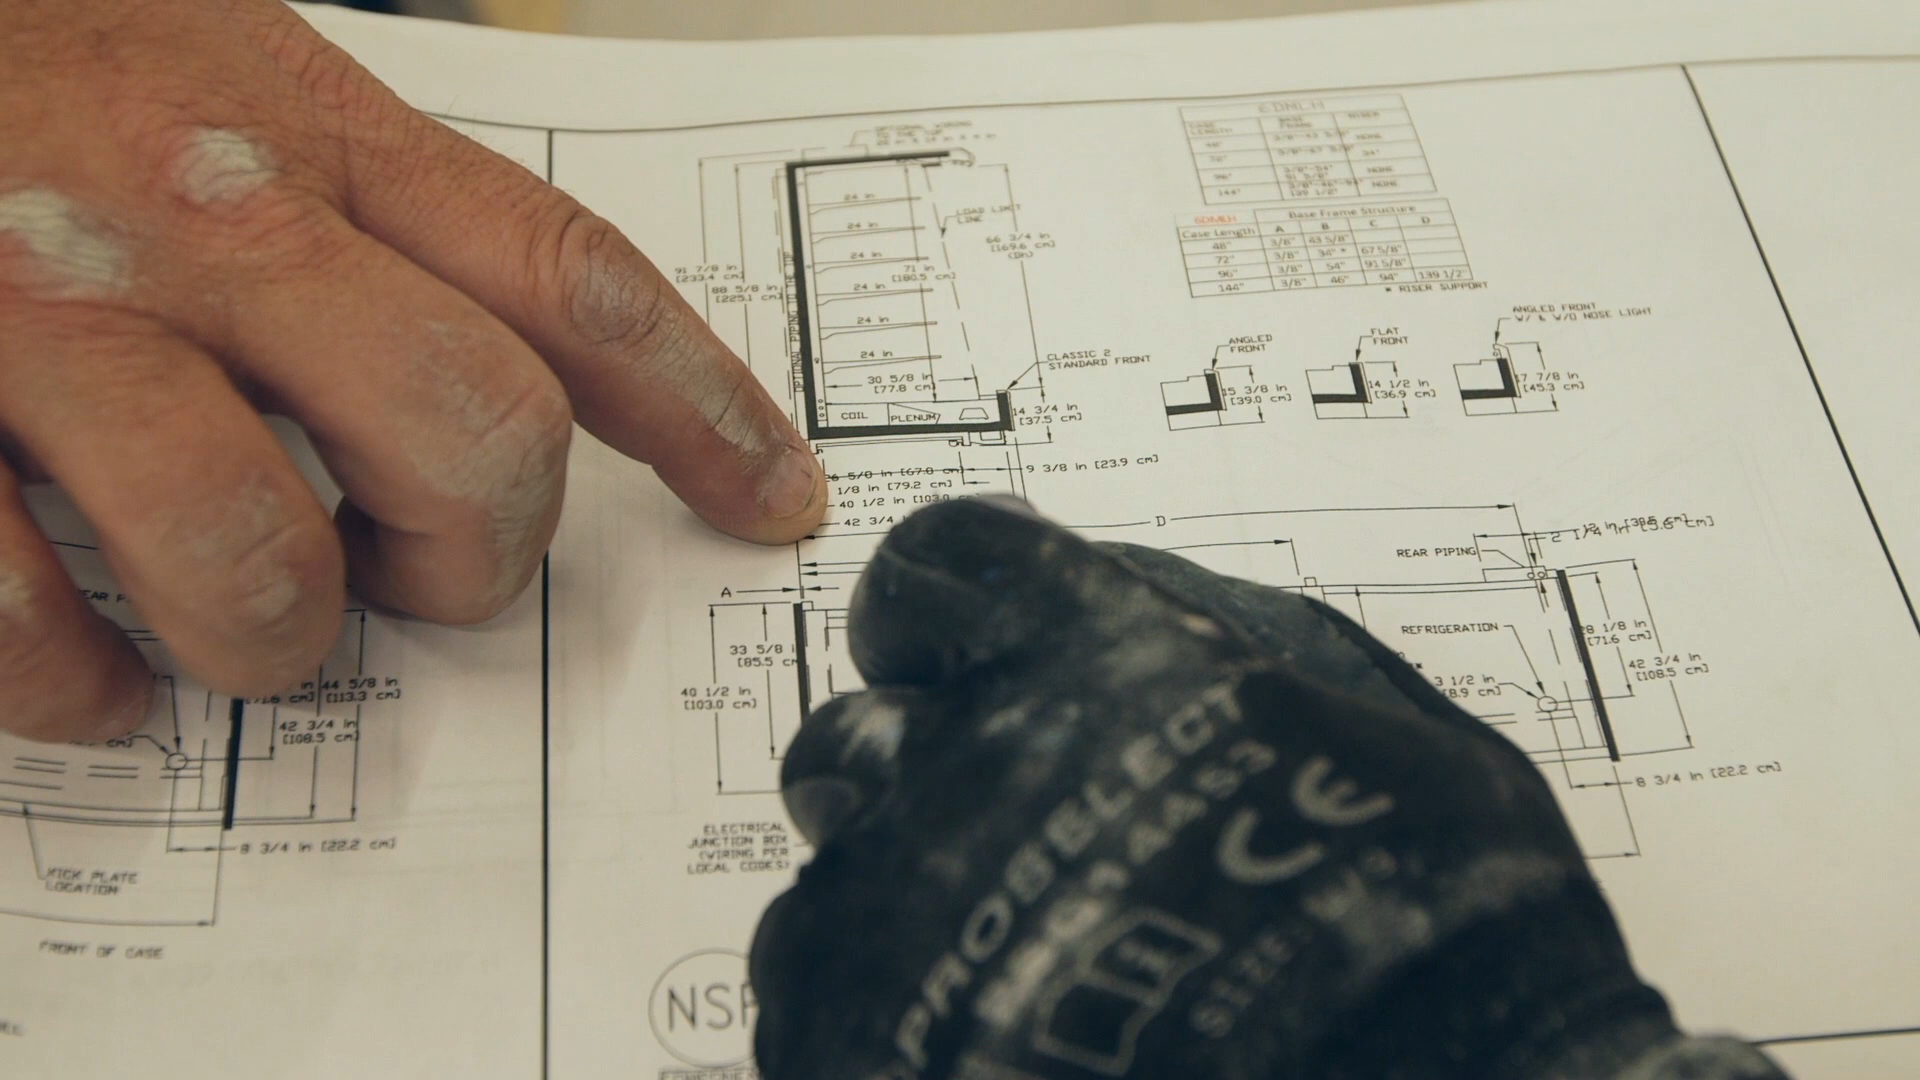 OPTIONAL WIRING
TO THE TOP
91 7/8 in
[233.4 cm]
88 5/8 in
[225.1 cm]
OPTIONAL PIPING TO THE TOP
24 in
24 in
24 in
24 in
24 in
24 in
LOAD LIMIT
LINE
71 in
[180.5 cm]
66 3/4 in
[169.6 cm]
30 5/8 in
[77.8 cm]
COIL
PLENUM
CLASSIC 2
STANDARD FRONT
14 3/4 in
[37.5 cm]
9 3/8 in [23.9 cm]
1/8 in [79.2 cm]
40 1/2 in [103.0 cm]
42 3/4
CASE
LENGTH
BASE
FRAME
RISER
48"
NONE
72"
34"
96"
NONE
144"
NONE
6DMLH
Base Frame Structure
Case Length
A
B
C
D
48"
3/8"
43 5/8"
72"
3/8"
34" *
67 5/8"
96"
3/8"
54"
91 5/8"
144"
3/8"
46"
94"
139 1/2"
* RISER SUPPORT
ANGLED
FRONT
15 3/8 in
[39.0 cm]
FLAT
FRONT
14 1/2 in
[36.9 cm]
ANGLED FRONT
W/ & W/O NOSE LIGHT
17 7/8 in
[45.3 cm]
D
REAR PIPING
A
33 5/8
[85.5
40 1/2 in
[103.0 cm]
REFRIGERATION
28 1/8 in
[71.6 cm]
42 3/4 in
[108.5 cm]
3 1/2 in
[8.9 cm]
8 3/4 in [22.2 cm]
ELECTRICAL
JUNCTION BOX
(WIRING PER
LOCAL CODES)
44 5/8 in
[113.3 cm]
42 3/4 in
[108.5 cm]
8 3/4 in [22.2 cm]
KICK PLATE
LOCATION
FRONT OF CASE
NSF
PROSELECT
CE
SIZE: